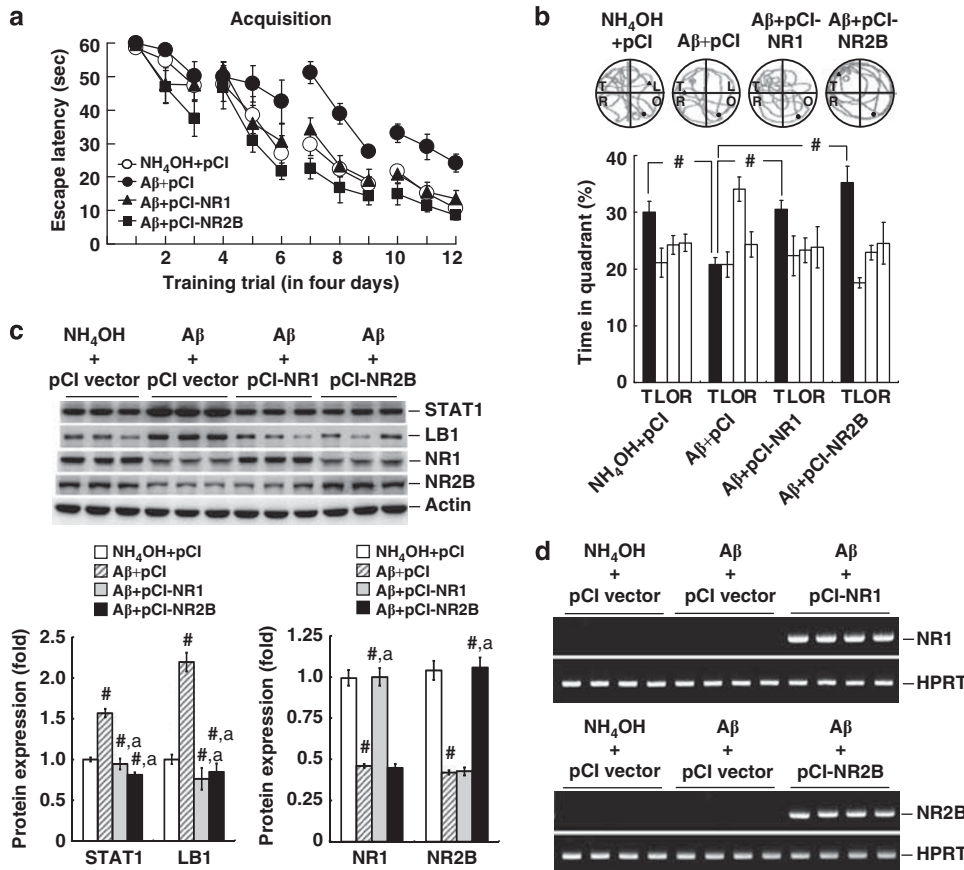 a
Acquisition
Escape latency (sec)
60
50
40
30
20
10
0
NH₄OH+pCI
Aβ+pCI
Aβ+pCI-NR1
Aβ+pCI-NR2B
2 4 6 8 10 12
Training trial (in four days)
b
NH₄OH +pCI
Aβ+pCI
Aβ+pCI-NR1
Aβ+pCI-NR2B
T L R O
T L R O
T R O
T R O
# # #
Time in quadrant (%)
40
30
20
10
0
TLOR TLOR TLOR TLOR
NH₄OH+pCI
Aβ+pCI
Aβ+pCI-NR1
Aβ+pCI-NR2B
c
NH₄OH + pCI vector
Aβ + pCI vector
Aβ + pCI-NR1
Aβ + pCI-NR2B
STAT1
LB1
NR1
NR2B
Actin
NH₄OH+pCI
Aβ+pCI
Aβ+pCI-NR1
Aβ+pCI-NR2B
Protein expression (fold)
2.5
2.0
1.5
1.0
0.5
0
# #,a #,a
# #,a #,a
STAT1 LB1
NH₄OH+pCI
Aβ+pCI
Aβ+pCI-NR1
Aβ+pCI-NR2B
Protein expression (fold)
1.25
1.0
0.75
0.5
0.25
0
# #,a
# #,a
NR1 NR2B
d
NH₄OH + pCI vector
Aβ + pCI vector
Aβ + pCI-NR1
NR1
HPRT
NH₄OH + pCI vector
Aβ + pCI vector
Aβ + pCI-NR2B
NR2B
HPRT